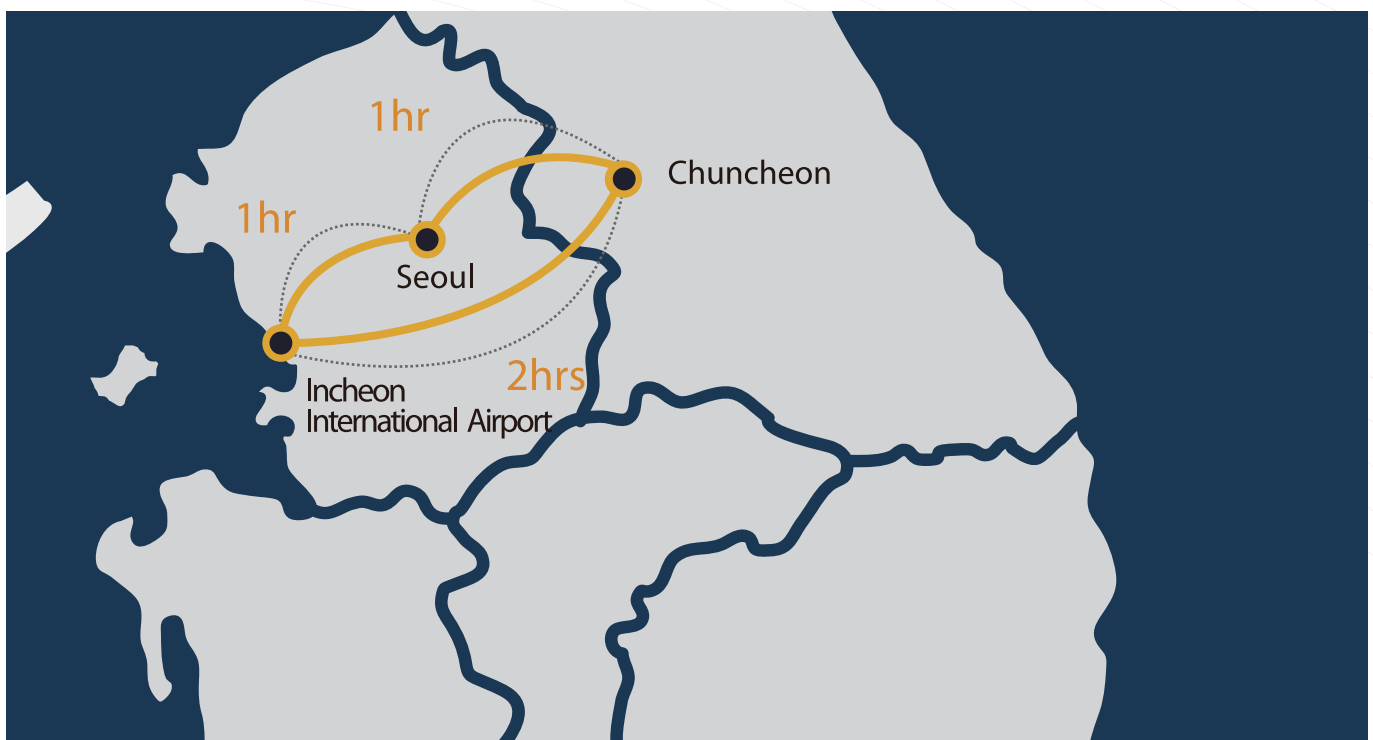 1hr
Chuncheon
1hr
Seoul
2hrs
Incheon
International Airport